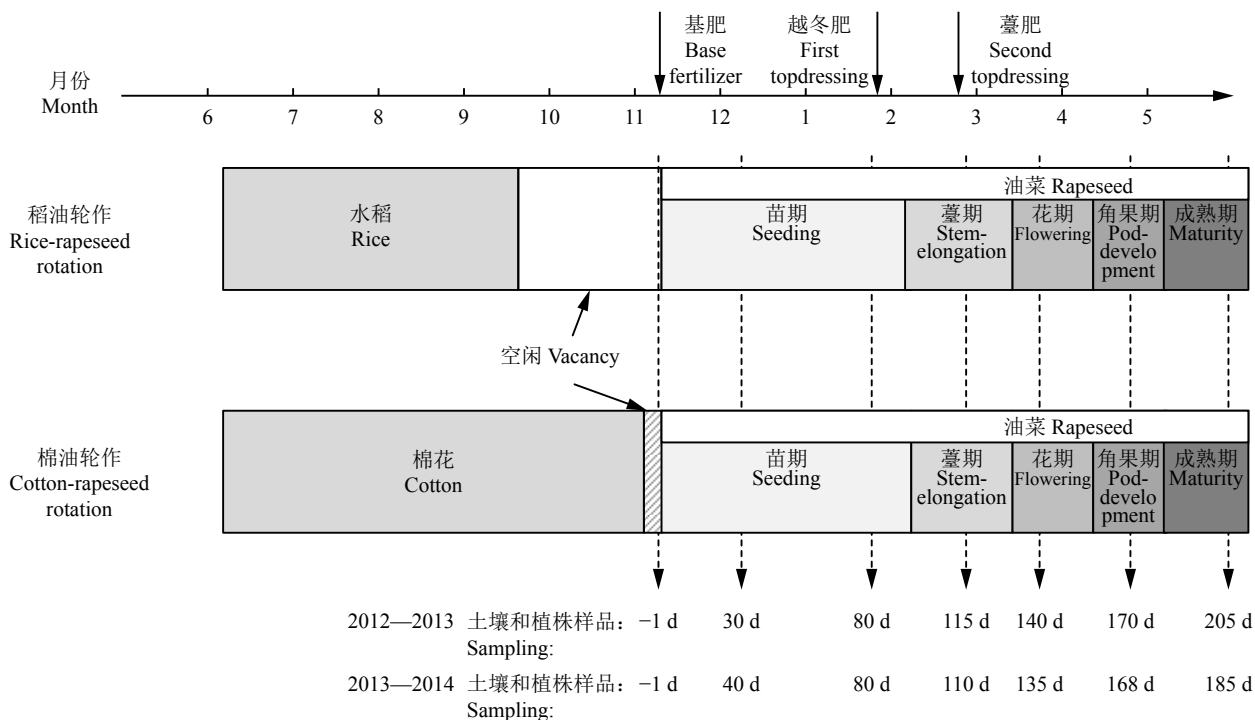 基肥
Base
fertilizer
越冬肥
First
topdressing
薹肥
Second
topdressing
月份
Month
6 7 8 9 10 11 12 1 2 3 4 5
稻油轮作
Rice-rapeseed
rotation
水稻
Rice
油菜 Rapeseed
苗期
Seeding
薹期
Stem-
elongation
花期
Flowering
角果期
Pod-
develo
pment
成熟期
Maturity
空闲 Vacancy
棉油轮作
Cotton-rapeseed
rotation
棉花
Cotton
油菜 Rapeseed
苗期
Seeding
薹期
Stem-
elongation
花期
Flowering
角果期
Pod-
develo
pment
成熟期
Maturity
2012—2013 土壤和植株样品：−1 d 30 d 80 d 115 d 140 d 170 d 205 d
Sampling:
2013—2014 土壤和植株样品：−1 d 40 d 80 d 110 d 135 d 168 d 185 d
Sampling: